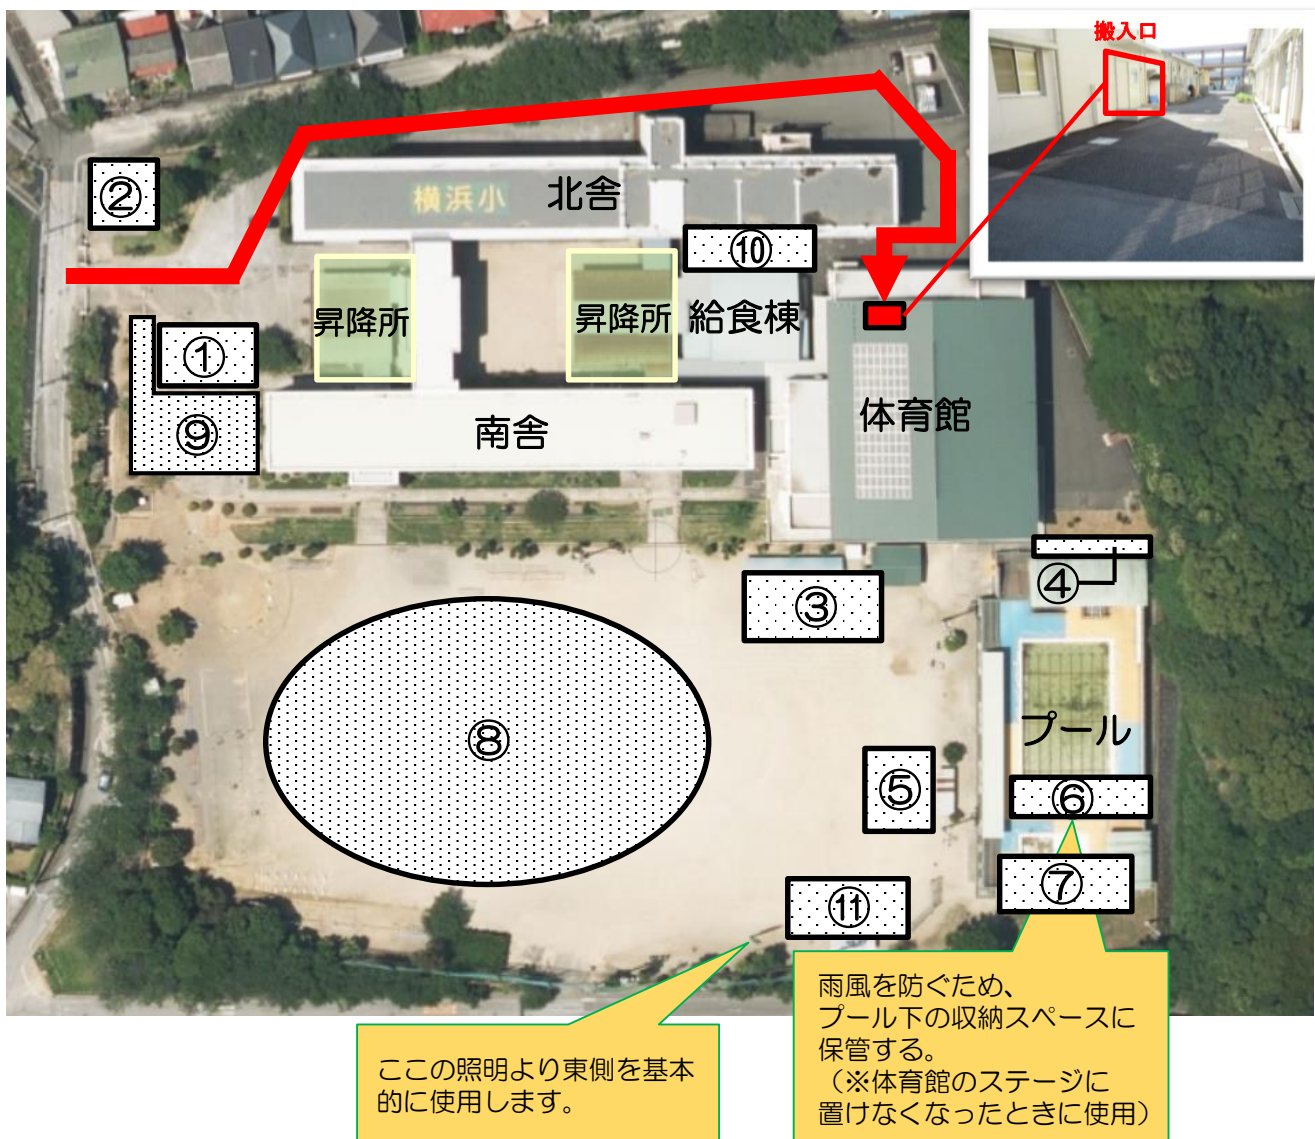 搬入口
②
横浜小
北舎
⑩
昇降所
昇降所
給食棟
①
⑨
南舎
体育館
④
③
⑧
プール
⑤
⑥
⑦
⑪
ここの照明より東側を基本
的に使用します。
雨風を防ぐため、
プール下の収納スペースに
保管する。
（※体育館のステージに
置けなくなったときに使用）